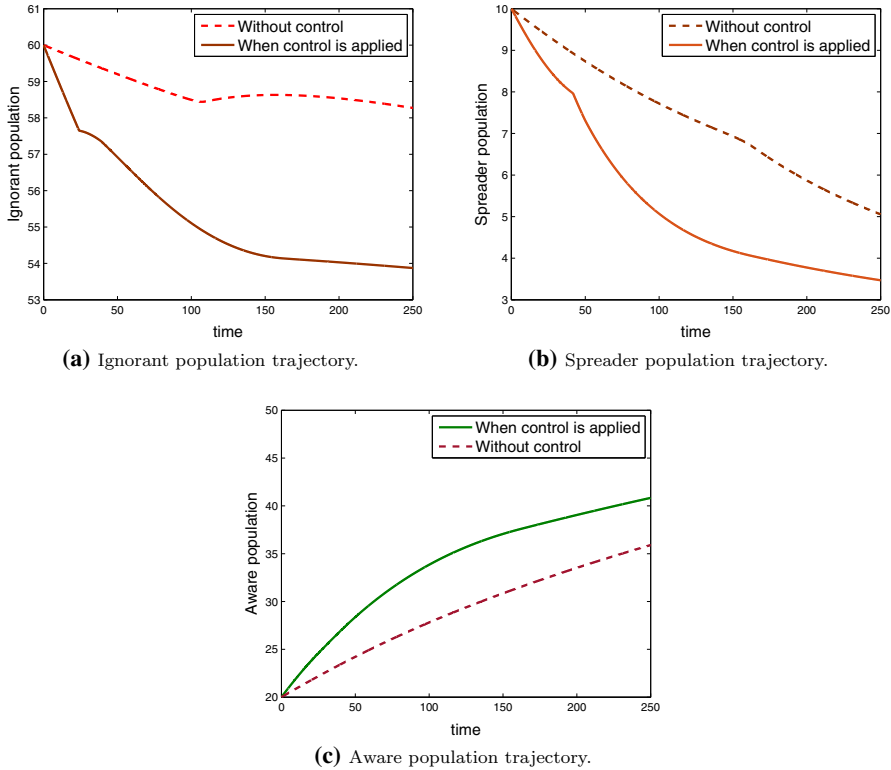 Without control
When control is applied
Ignorant population
61
60
59
58
57
56
55
54
53
0 50 100 150 200 250
time
(a) Ignorant population trajectory.
Without control
When control is applied
Spreader population
10
9
8
7
6
5
4
3
0 50 100 150 200 250
time
(b) Spreader population trajectory.
When control is applied
Without control
Aware population
50
45
40
35
30
25
20
0 50 100 150 200 250
time
(c) Aware population trajectory.